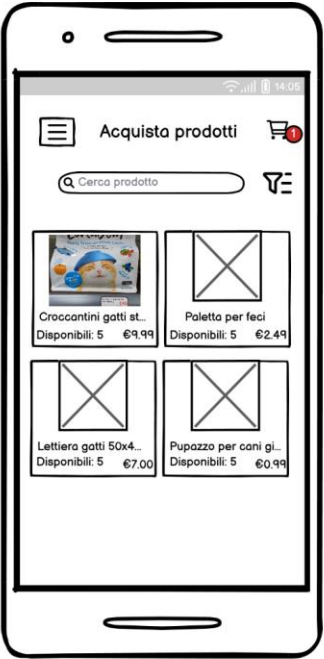 14:05
Acquista prodotti
1
Cerca prodotto
Croccantini gatti st...
Disponibili: 5 €9.99
Paletta per feci
Disponibili: 5 €2.49
Lettiera gatti 50x4...
Disponibili: 5 €7.00
Pupazzo per cani gi...
Disponibili: 5 €0.99